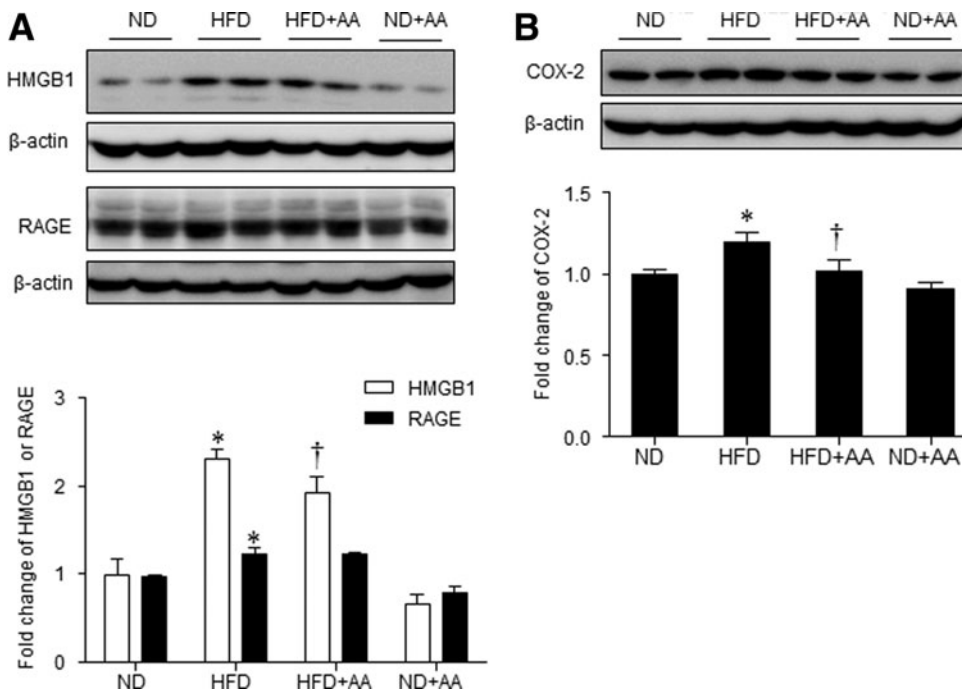 A
ND HFD HFD+AA ND+AA
HMGB1
β-actin
RAGE
β-actin
HMGB1
RAGE
Fold change of HMGB1 or RAGE
3
2
1
0
*
*
†
ND HFD HFD+AA ND+AA
B
ND HFD HFD+AA ND+AA
COX-2
β-actin
Fold change of COX-2
1.5
1.0
0.5
0.0
*
†
ND HFD HFD+AA ND+AA